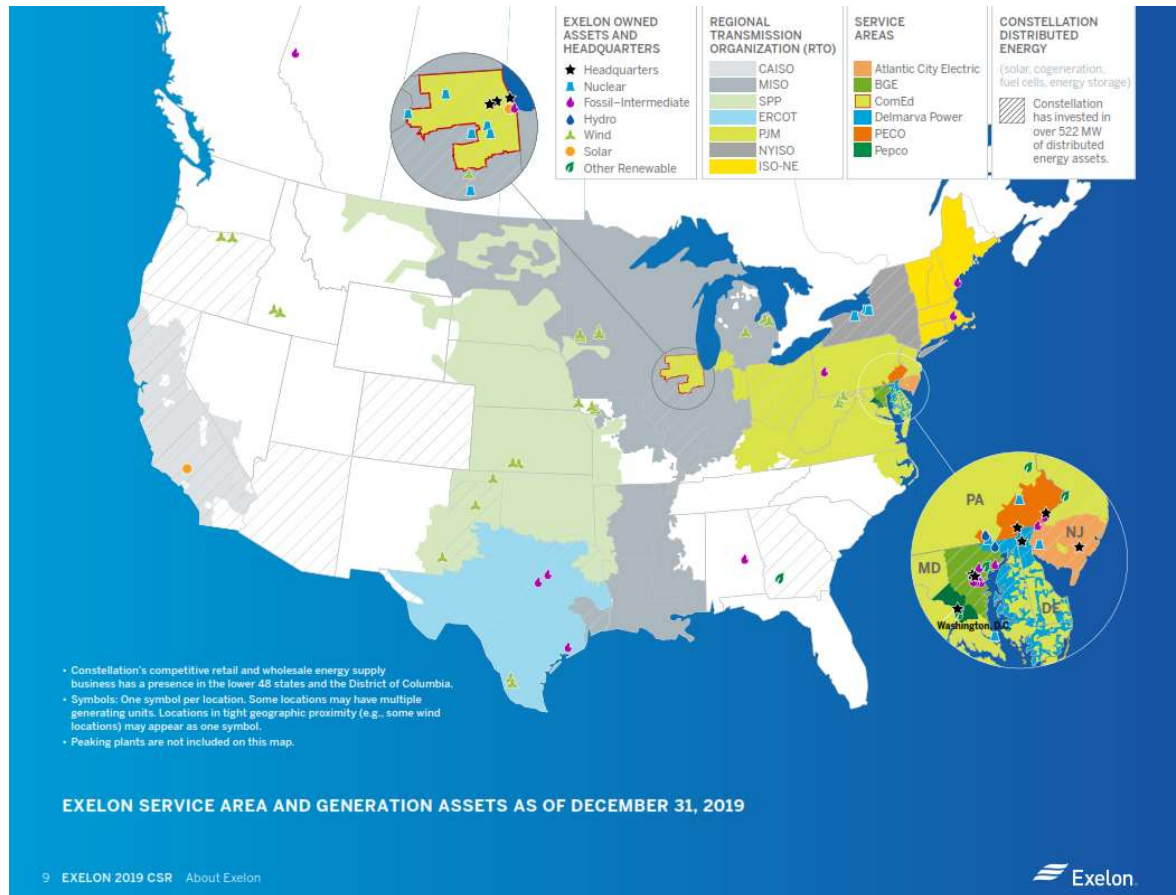 EXELON OWNED
ASSETS AND
HEADQUARTERS
Headquarters
Nuclear
Fossil–Intermediate
Hydro
Wind
Solar
Other Renewable
REGIONAL
TRANSMISSION
ORGANIZATION (RTO)
CAISO
MISO
SPP
ERCOT
PJM
NYISO
ISO-NE
SERVICE
AREAS
Atlantic City Electric
BGE
ComEd
Delmarva Power
PECO
Pepco
CONSTELLATION
DISTRIBUTED
ENERGY
(solar, cogeneration,
fuel cells, energy storage)
Constellation
has invested in
over 522 MW
of distributed
energy assets.
PA
NJ
MD
DE
Washington, D.C.
• Constellation's competitive retail and wholesale energy supply
business has a presence in the lower 48 states and the District of Columbia.
• Symbols: One symbol per location. Some locations may have multiple
generating units. Locations in tight geographic proximity (e.g., some wind
locations) may appear as one symbol.
• Peaking plants are not included on this map.
EXELON SERVICE AREA AND GENERATION ASSETS AS OF DECEMBER 31, 2019
9 EXELON 2019 CSR About Exelon
Exelon.